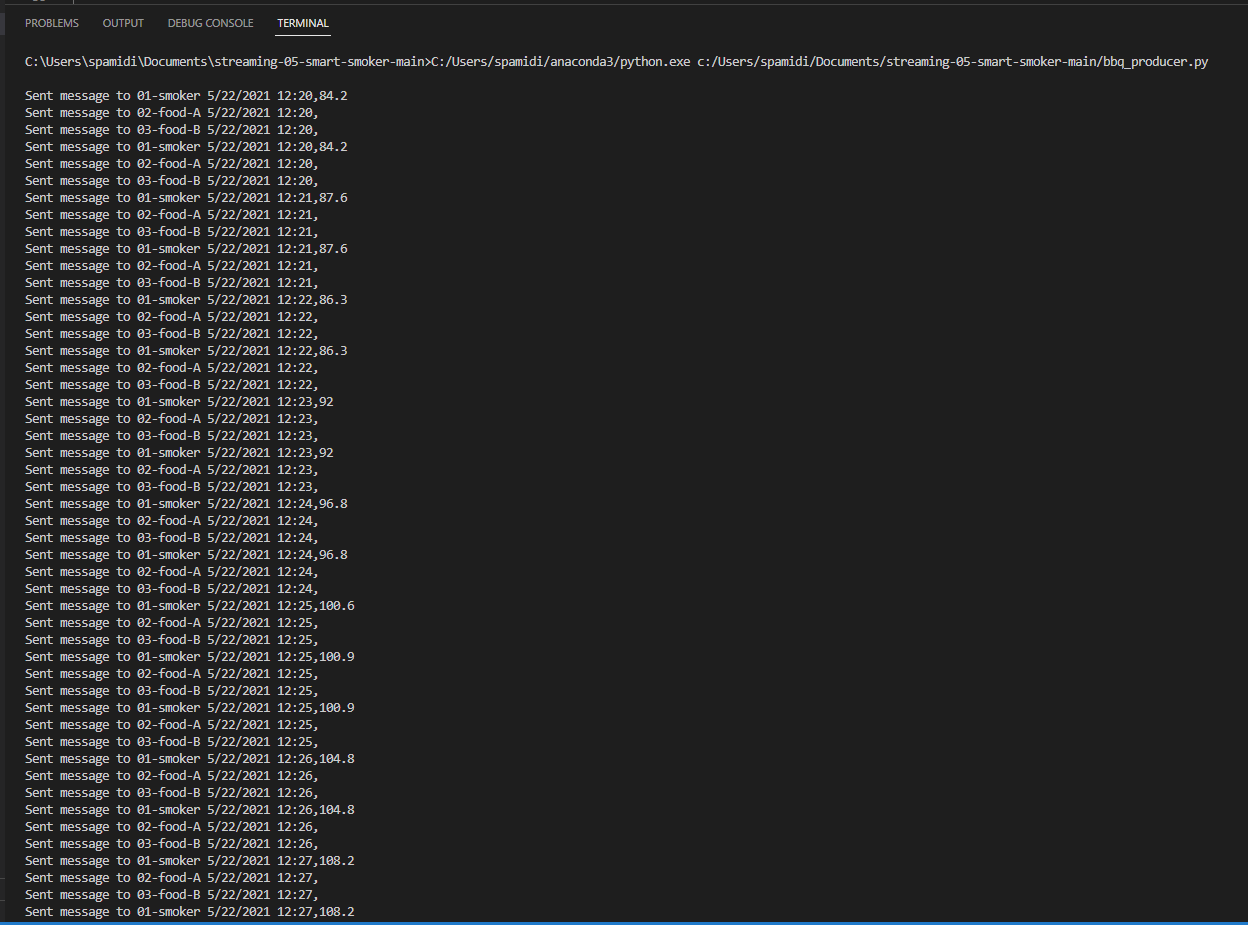 PROBLEMS OUTPUT DEBUG CONSOLE TERMINAL
C:\Users\spamidi\Documents\streaming-05-smart-smoker-main>C:/Users/spamidi/anaconda3/python.exe c:/Users/spamidi/Documents/streaming-05-smart-smoker-main/bbq_producer.py
Sent message to 01-smoker 5/22/2021 12:20,84.2
Sent message to 02-food-A 5/22/2021 12:20,
Sent message to 03-food-B 5/22/2021 12:20,
Sent message to 01-smoker 5/22/2021 12:20,84.2
Sent message to 02-food-A 5/22/2021 12:20,
Sent message to 03-food-B 5/22/2021 12:20,
Sent message to 01-smoker 5/22/2021 12:21,87.6
Sent message to 02-food-A 5/22/2021 12:21,
Sent message to 03-food-B 5/22/2021 12:21,
Sent message to 01-smoker 5/22/2021 12:21,87.6
Sent message to 02-food-A 5/22/2021 12:21,
Sent message to 03-food-B 5/22/2021 12:21,
Sent message to 01-smoker 5/22/2021 12:22,86.3
Sent message to 02-food-A 5/22/2021 12:22,
Sent message to 03-food-B 5/22/2021 12:22,
Sent message to 01-smoker 5/22/2021 12:22,86.3
Sent message to 02-food-A 5/22/2021 12:22,
Sent message to 03-food-B 5/22/2021 12:22,
Sent message to 01-smoker 5/22/2021 12:23,92
Sent message to 02-food-A 5/22/2021 12:23,
Sent message to 03-food-B 5/22/2021 12:23,
Sent message to 01-smoker 5/22/2021 12:23,92
Sent message to 02-food-A 5/22/2021 12:23,
Sent message to 03-food-B 5/22/2021 12:23,
Sent message to 01-smoker 5/22/2021 12:24,96.8
Sent message to 02-food-A 5/22/2021 12:24,
Sent message to 03-food-B 5/22/2021 12:24,
Sent message to 01-smoker 5/22/2021 12:24,96.8
Sent message to 02-food-A 5/22/2021 12:24,
Sent message to 03-food-B 5/22/2021 12:24,
Sent message to 01-smoker 5/22/2021 12:25,100.6
Sent message to 02-food-A 5/22/2021 12:25,
Sent message to 03-food-B 5/22/2021 12:25,
Sent message to 01-smoker 5/22/2021 12:25,100.9
Sent message to 02-food-A 5/22/2021 12:25,
Sent message to 03-food-B 5/22/2021 12:25,
Sent message to 01-smoker 5/22/2021 12:25,100.9
Sent message to 02-food-A 5/22/2021 12:25,
Sent message to 03-food-B 5/22/2021 12:25,
Sent message to 01-smoker 5/22/2021 12:26,104.8
Sent message to 02-food-A 5/22/2021 12:26,
Sent message to 03-food-B 5/22/2021 12:26,
Sent message to 01-smoker 5/22/2021 12:26,104.8
Sent message to 02-food-A 5/22/2021 12:26,
Sent message to 03-food-B 5/22/2021 12:26,
Sent message to 01-smoker 5/22/2021 12:27,108.2
Sent message to 02-food-A 5/22/2021 12:27,
Sent message to 03-food-B 5/22/2021 12:27,
Sent message to 01-smoker 5/22/2021 12:27,108.2